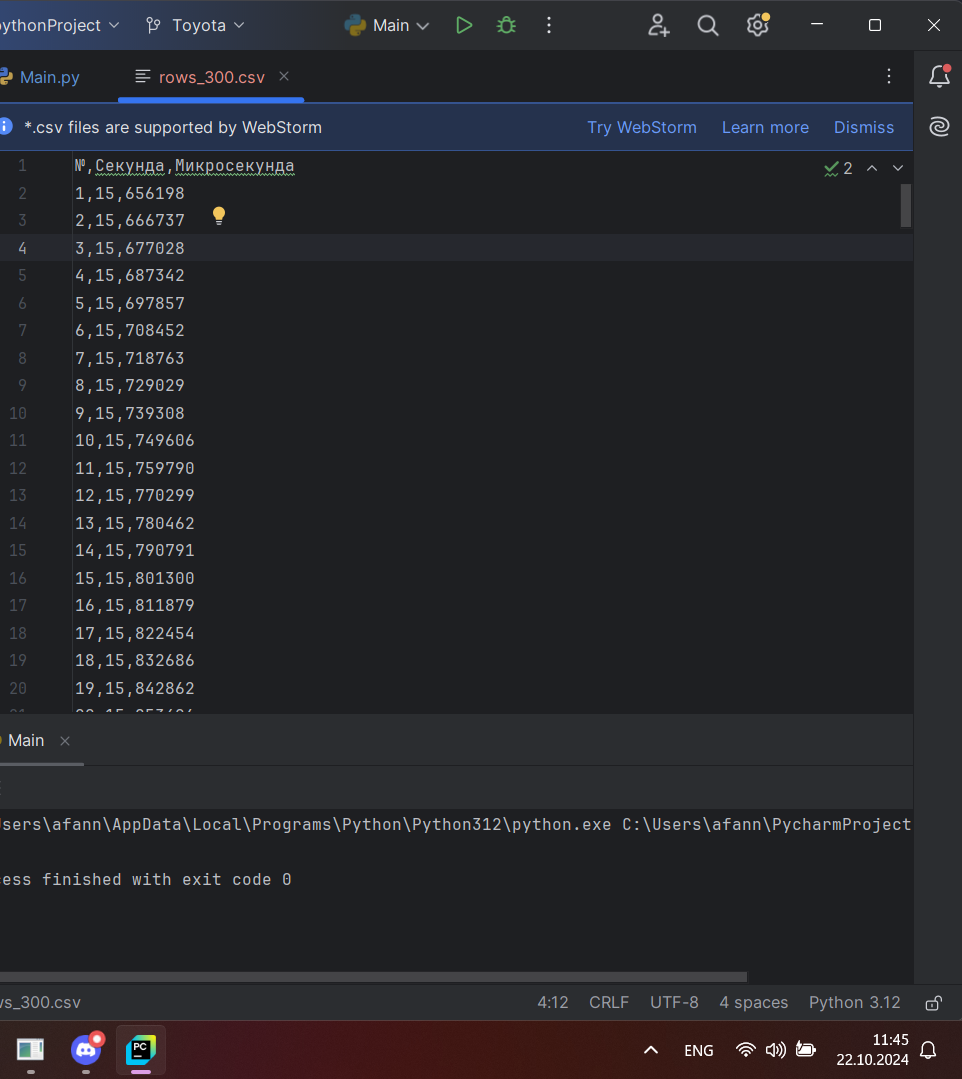 ythonProject Toyota Main
Main.py rows_300.csv
*.csv files are supported by WebStorm Try WebStorm Learn more Dismiss
1 №,Секунда,Микросекунда 2
2 1,15,656198
3 2,15,666737
4 3,15,677028
5 4,15,687342
6 5,15,697857
7 6,15,708452
8 7,15,718763
9 8,15,729029
10 9,15,739308
11 10,15,749606
12 11,15,759790
13 12,15,770299
14 13,15,780462
15 14,15,790791
16 15,15,801300
17 16,15,811879
18 17,15,822454
19 18,15,832686
20 19,15,842862
Main
sers\afann\AppData\Local\Programs\Python\Python312\python.exe C:\Users\afann\PycharmProject
ess finished with exit code 0
ws_300.csv 4:12 CRLF UTF-8 4 spaces Python 3.12
PC ENG 11:45
22.10.2024